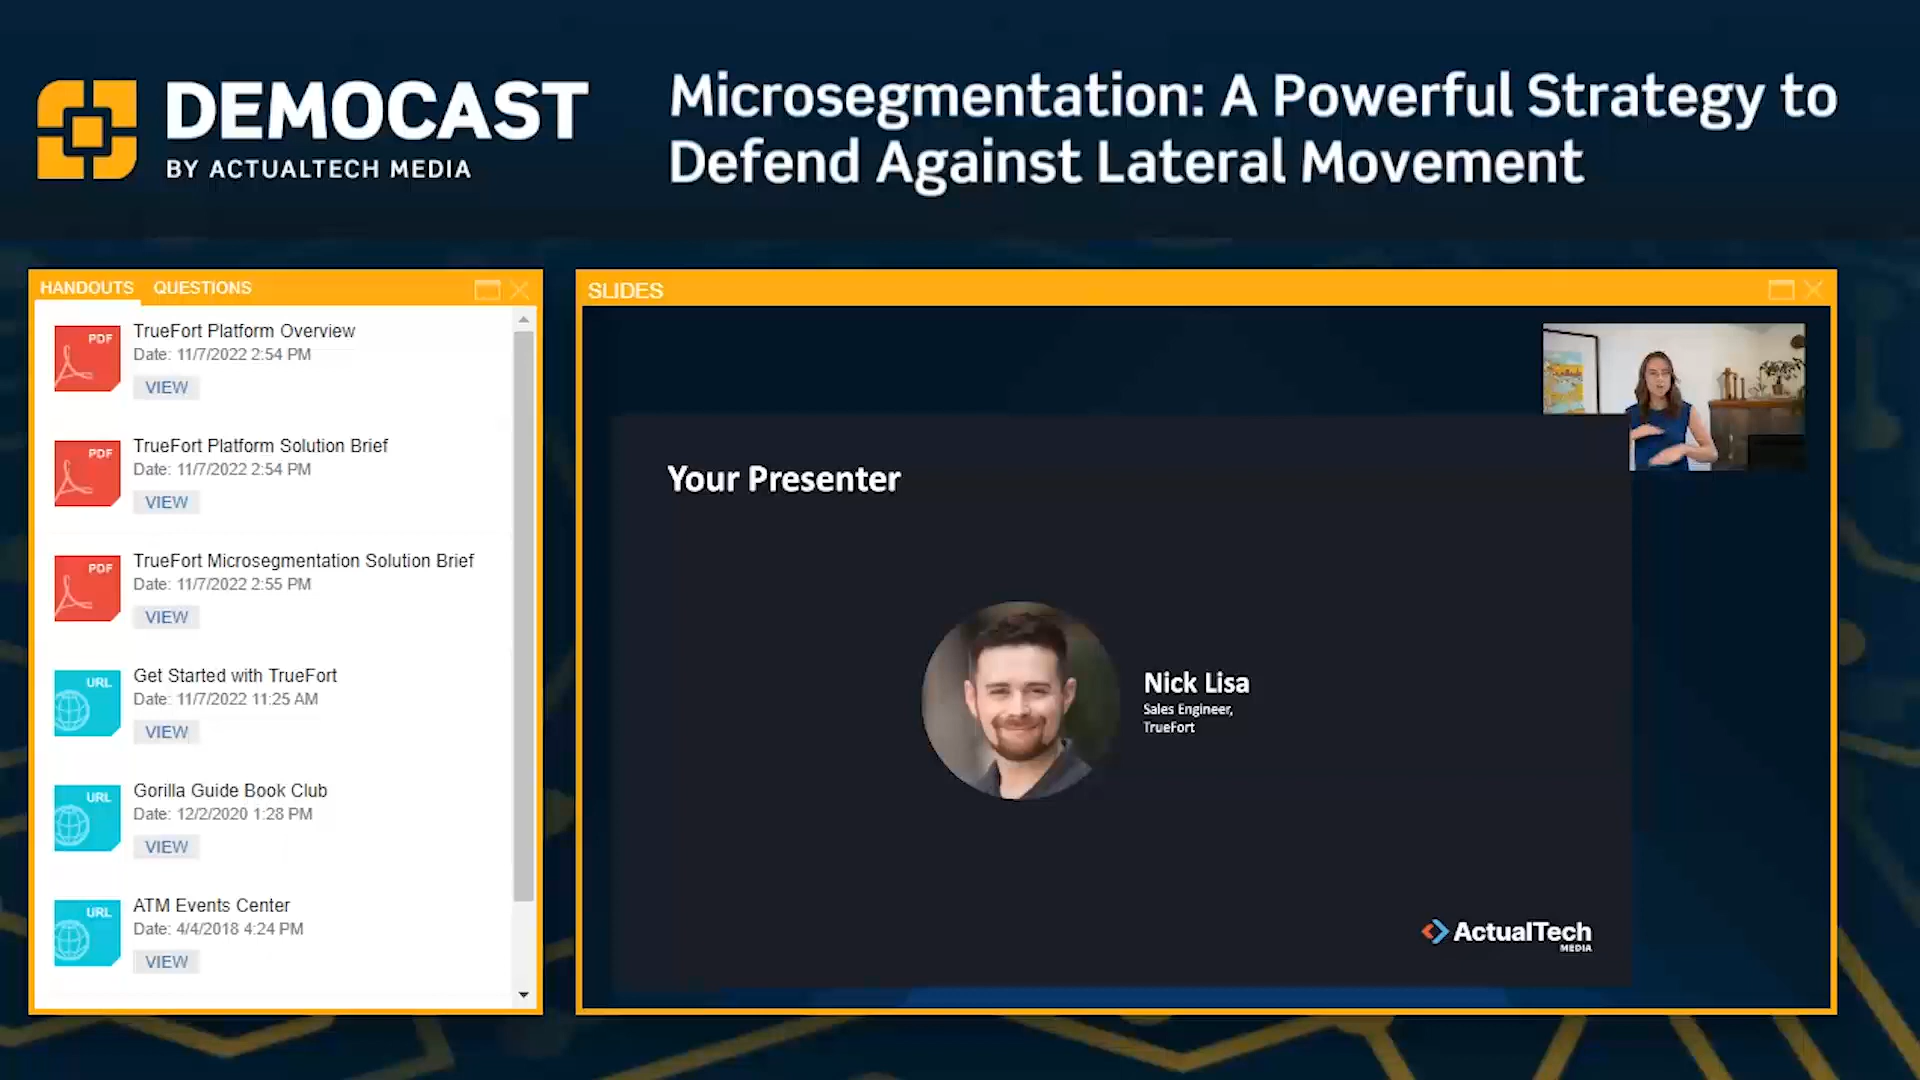 DEMOCAST
BY ACTUALTECH MEDIA
Microsegmentation: A Powerful Strategy to
Defend Against Lateral Movement
HANDOUTS QUESTIONS
PDF
TrueFort Platform Overview
Date: 11/7/2022 2:54 PM
VIEW
PDF
TrueFort Platform Solution Brief
Date: 11/7/2022 2:54 PM
VIEW
PDF
TrueFort Microsegmentation Solution Brief
Date: 11/7/2022 2:55 PM
VIEW
URL
Get Started with TrueFort
Date: 11/7/2022 11:25 AM
VIEW
URL
Gorilla Guide Book Club
Date: 12/2/2020 1:28 PM
VIEW
URL
ATM Events Center
Date: 4/4/2018 4:24 PM
VIEW
SLIDES
Your Presenter
Nick Lisa
Sales Engineer,
TrueFort
ActualTech
MEDIA